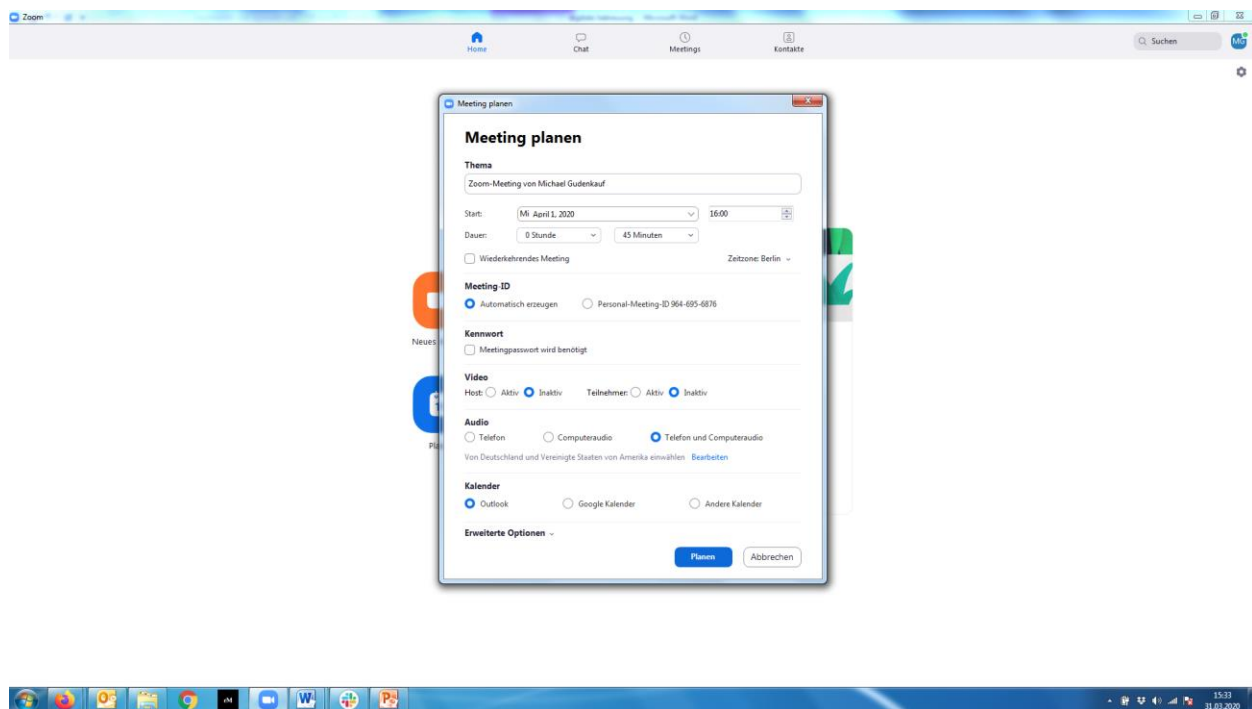 Zoom
Home
Chat
Meetings
Kontakte
Suchen
MG
Meeting planen
Meeting planen
Thema
Zoom-Meeting von Michael Gudenkauf
Start: Mi April 1, 2020 16:00
Dauer: 0 Stunde 45 Minuten
Wiederkehrendes Meeting Zeitzone: Berlin
Meeting-ID
Automatisch erzeugen Personal-Meeting-ID 964-695-6876
Neues
Kennwort
Meetingpasswort wird benötigt
Video
Host: Aktiv Inaktiv Teilnehmer: Aktiv Inaktiv
Audio
Telefon Computeraudio Telefon und Computeraudio
Von Deutschland und Vereinigte Staaten von Amerika einwählen Bearbeiten
Kalender
Outlook Google Kalender Andere Kalender
Erweiterte Optionen
Planen Abbrechen
15:33
31.03.2020